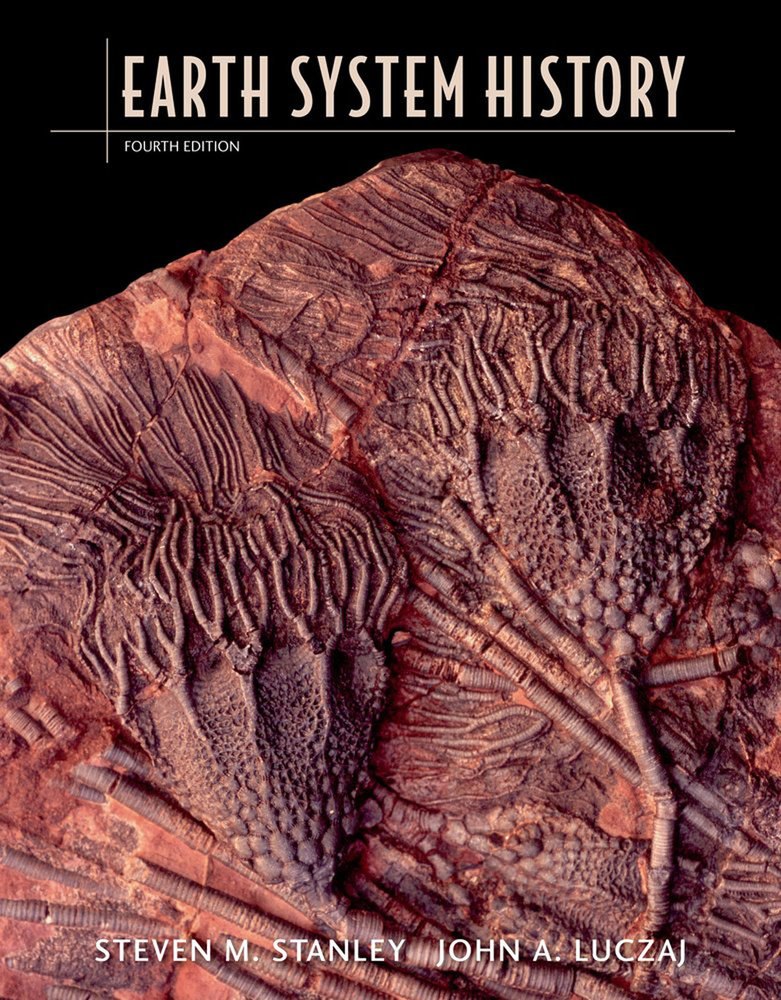 EARTH SYSTEM HISTORY
FOURTH EDITION
STEVEN M. STANLEY JOHN A. LUCZAJ